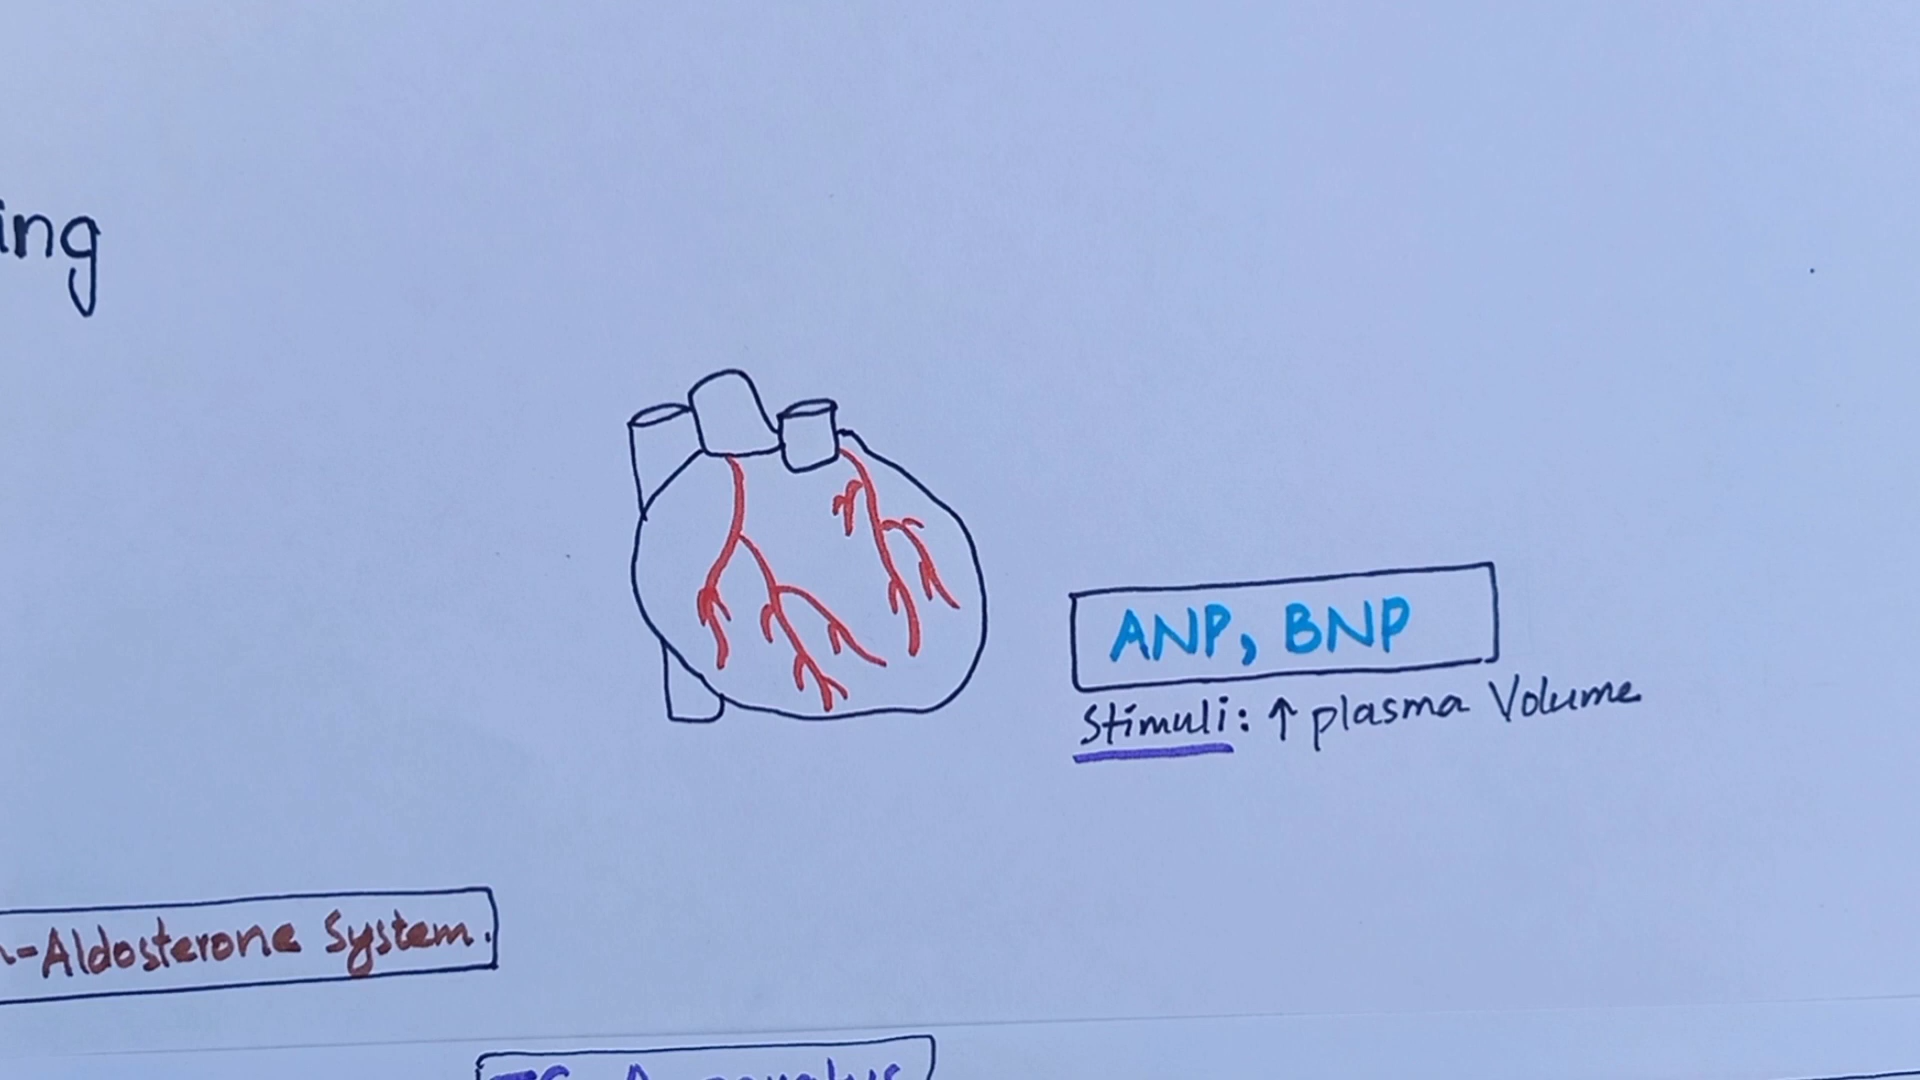 ing
ANP, BNP
Stimuli: ↑ plasma Volume
-Aldosterone System.